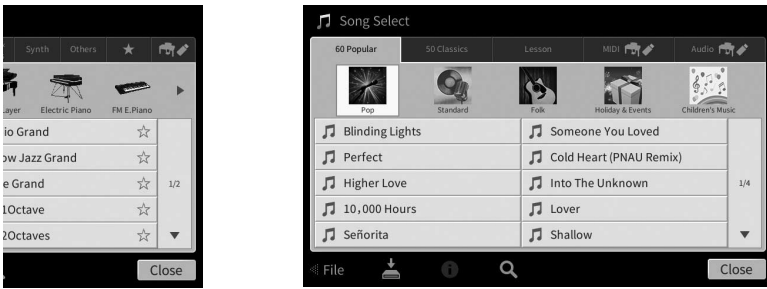 Synth Others
Layer Electric Piano FM E.Piano
io Grand
ow Jazz Grand
e Grand
1/2
1Octave
2Octaves
Close
Song Select
60 Popular 50 Classics Lesson MIDI Audio
Pop Standard Folk Holiday & Events Children's Music
Blinding Lights Someone You Loved
Perfect Cold Heart (PNAU Remix)
Higher Love Into The Unknown 1/4
10,000 Hours Lover
Señorita Shallow
File Close